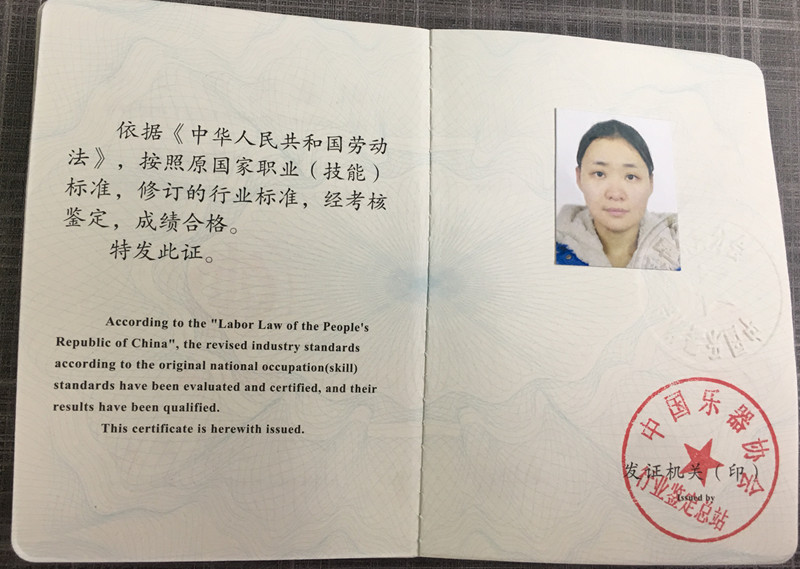 依据《中华人民共和国劳动
法》，按照原国家职业（技能）
标准，修订的行业标准，经考核
鉴定，成绩合格。
特发此证。
According to the "Labor Law of the People's
Republic of China", the revised industry standards
according to the original national occupation(skill)
standards have been evaluated and certified, and their
results have been qualified.
This certificate is herewith issued.
中国乐
中国乐器协会
发证机关（印）
Issued by
行业鉴定总站